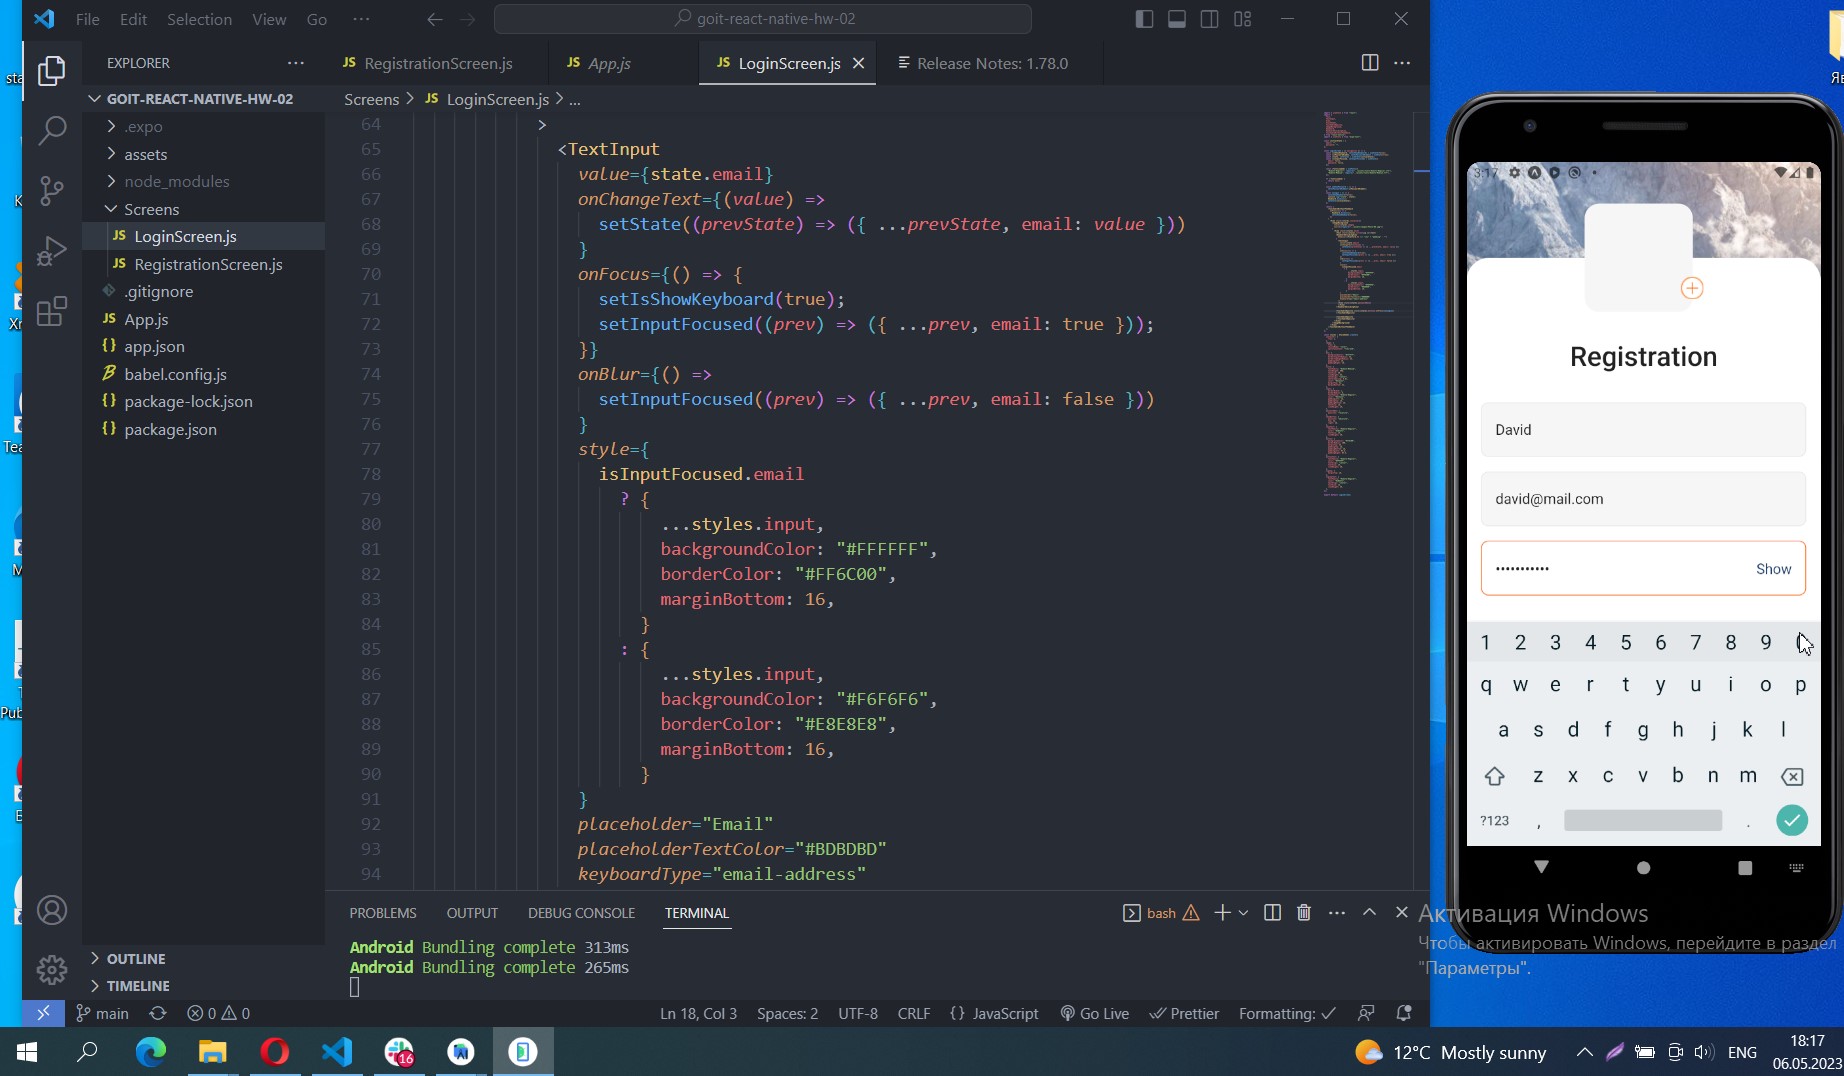 File Edit Selection View Go ···
goit-react-native-hw-02
EXPLORER ···
JS RegistrationScreen.js
JS App.js
JS LoginScreen.js
Release Notes: 1.78.0
GOIT-REACT-NATIVE-HW-02
Screens > JS LoginScreen.js > ...
.expo
assets
node_modules
Screens
JS LoginScreen.js
JS RegistrationScreen.js
.gitignore
JS App.js
{} app.json
babel.config.js
{} package-lock.json
{} package.json
OUTLINE
TIMELINE
64 >
65 <TextInput
66 value={state.email}
67 onChangeText={(value) =>
68 setState((prevState) => ({ ...prevState, email: value }))
69 }
70 onFocus={() => {
71 setIsShowKeyboard(true);
72 setInputFocused((prev) => ({ ...prev, email: true }));
73 }}
74 onBlur={() =>
75 setInputFocused((prev) => ({ ...prev, email: false }))
76 }
77 style={
78 isInputFocused.email
79 ? {
80 ...styles.input,
81 backgroundColor: "#FFFFFF",
82 borderColor: "#FF6C00",
83 marginBottom: 16,
84 }
85 : {
86 ...styles.input,
87 backgroundColor: "#F6F6F6",
88 borderColor: "#E8E8E8",
89 marginBottom: 16,
90 }
91 }
92 placeholder="Email"
93 placeholderTextColor="#BDBDBD"
94 keyboardType="email-address"
PROBLEMS OUTPUT DEBUG CONSOLE TERMINAL
bash
Android Bundling complete 313ms
Android Bundling complete 265ms
main
0 0
Ln 18, Col 3 Spaces: 2 UTF-8 CRLF {} JavaScript Go Live Prettier Formatting:
3:17
Registration
David
david@mail.com
•••••••••••
Show
1 2 3 4 5 6 7 8 9
q w e r t y u i o p
a s d f g h j k l
z x c v b n m
?123 , .
Активация Windows
Чтобы активировать Windows, перейдите в раздел
"Параметры".
16
12°C Mostly sunny
ENG
18:17
06.05.2023